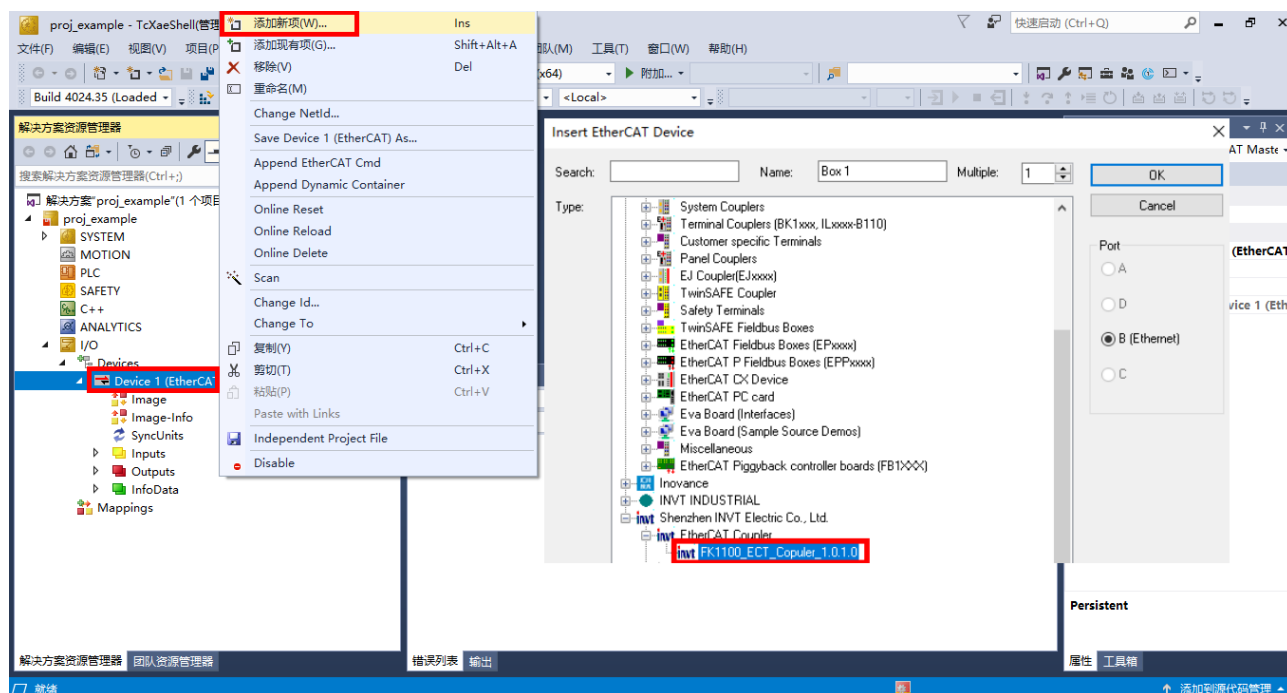 proj_example - TcXaeShell(管理
快速启动 (Ctrl+Q)
文件(F) 编辑(E) 视图(V) 项目(P
队(M) 工具(T) 窗口(W) 帮助(H)
x64) 附加...
Build 4024.35 (Loaded
<Local>
解决方案资源管理器
搜索解决方案资源管理器(Ctrl+;)
解决方案"proj_example"(1 个项目
proj_example
SYSTEM
MOTION
PLC
SAFETY
C++
ANALYTICS
I/O
Devices
Device 1 (EtherCA
Image
Image-Info
SyncUnits
Inputs
Outputs
InfoData
Mappings
添加新项(W)... Ins
添加现有项(G)... Shift+Alt+A
移除(V) Del
重命名(M)
Change NetId...
Save Device 1 (EtherCAT) As...
Append EtherCAT Cmd
Append Dynamic Container
Online Reset
Online Reload
Online Delete
Scan
Change Id...
Change To
复制(Y) Ctrl+C
剪切(T) Ctrl+X
粘贴(P) Ctrl+V
Paste with Links
Independent Project File
Disable
Insert EtherCAT Device
Search: Name: Box 1 Multiple: 1 OK
Cancel
Type:
System Couplers
Terminal Couplers (BK1xxx, ILxxxx-B110)
Customer specific Terminals
Panel Couplers
EJ Coupler(EJxxxx)
TwinSAFE Coupler
Safety Terminals
TwinSAFE Fieldbus Boxes
EtherCAT Fieldbus Boxes (EPxxxx)
EtherCAT P Fieldbus Boxes (EPPxxxx)
EtherCAT CX Device
EtherCAT PC card
Eva Board (Interfaces)
Eva Board (Sample Source Demos)
Miscellaneous
EtherCAT Piggyback controller boards (FB1XXX)
Inovance
INVT INDUSTRIAL
invt Shenzhen INVT Electric Co., Ltd.
invt EtherCAT Coupler
invt FK1100_ECT_Copuler_1.0.1.0
Port
A
D
B (Ethernet)
C
AT Maste
(EtherCAT
vice 1 (Eth
Persistent
解决方案资源管理器 团队资源管理器
错误列表 输出
属性 工具箱
就绪
添加到源代码管理